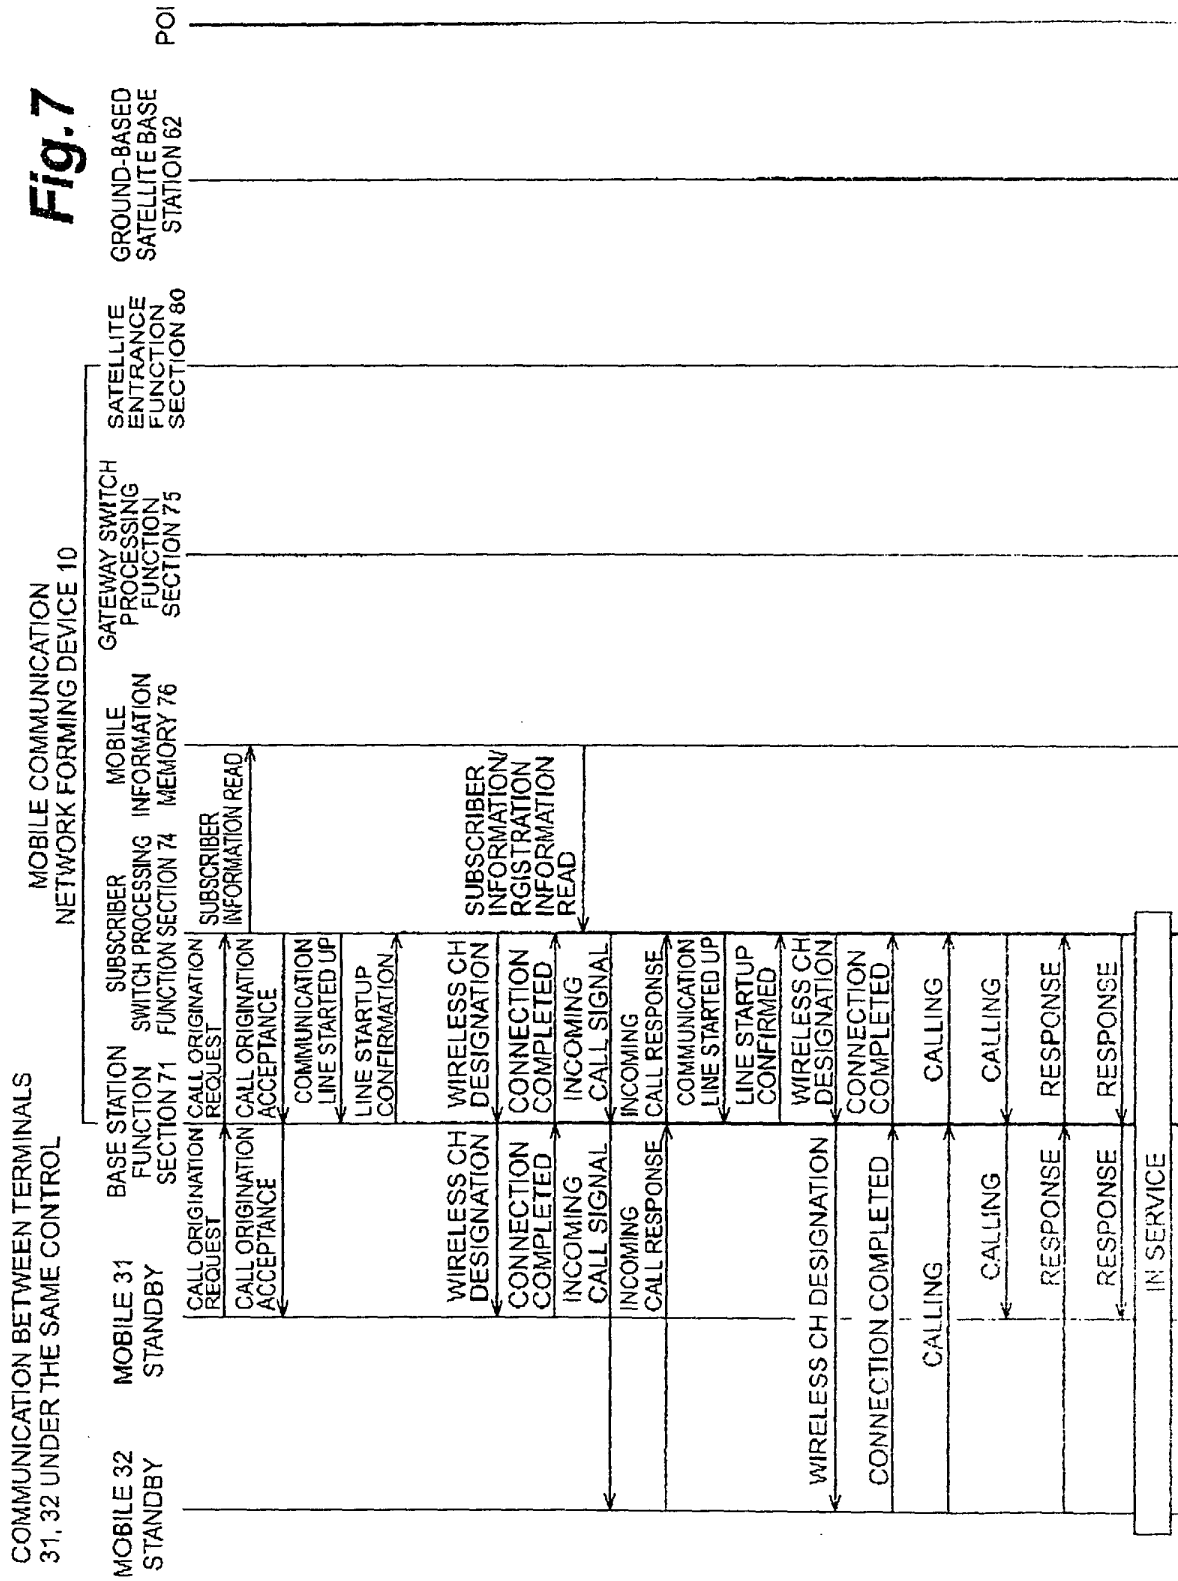 Fig.7
COMMUNICATION BETWEEN TERMINALS
31, 32 UNDER THE SAME CONTROL
MOBILE COMMUNICATION
NETWORK FORMING DEVICE 10
MOBILE 32
STANDBY
MOBILE 31
STANDBY
BASE STATION
FUNCTION
SECTION 71
SUBSCRIBER
SWITCH PROCESSING
FUNCTION SECTION 74
MOBILE
INFORMATION
MEMORY 76
GATEWAY SWITCH
PROCESSING
FUNCTION
SECTION 75
SATELLITE
ENTRANCE
FUNCTION
SECTION 80
GROUND-BASED
SATELLITE BASE
STATION 62
POI
CALL ORIGINATION
REQUEST
CALL ORIGINATION
REQUEST
SUBSCRIBER
INFORMATION READ
CALL ORIGINATION
ACCEPTANCE
CALL ORIGINATION
ACCEPTANCE
COMMUNICATION
LINE STARTED UP
LINE STARTUP
CONFIRMATION
WIRELESS CH
DESIGNATION
WIRELESS CH
DESIGNATION
CONNECTION
COMPLETED
CONNECTION
COMPLETED
SUBSCRIBER
INFORMATION/
RGISTRATION
INFORMATION
READ
INCOMING
CALL SIGNAL
INCOMING
CALL SIGNAL
INCOMING
CALL RESPONSE
INCOMING
CALL RESPONSE
COMMUNICATION
LINE STARTED UP
LINE STARTUP
CONFIRMED
WIRELESS CH DESIGNATION
WIRELESS CH
DESIGNATION
CONNECTION COMPLETED
CONNECTION
COMPLETED
CALLING
CALLING
CALLING
CALLING
RESPONSE
RESPONSE
RESPONSE
RESPONSE
IN SERVICE